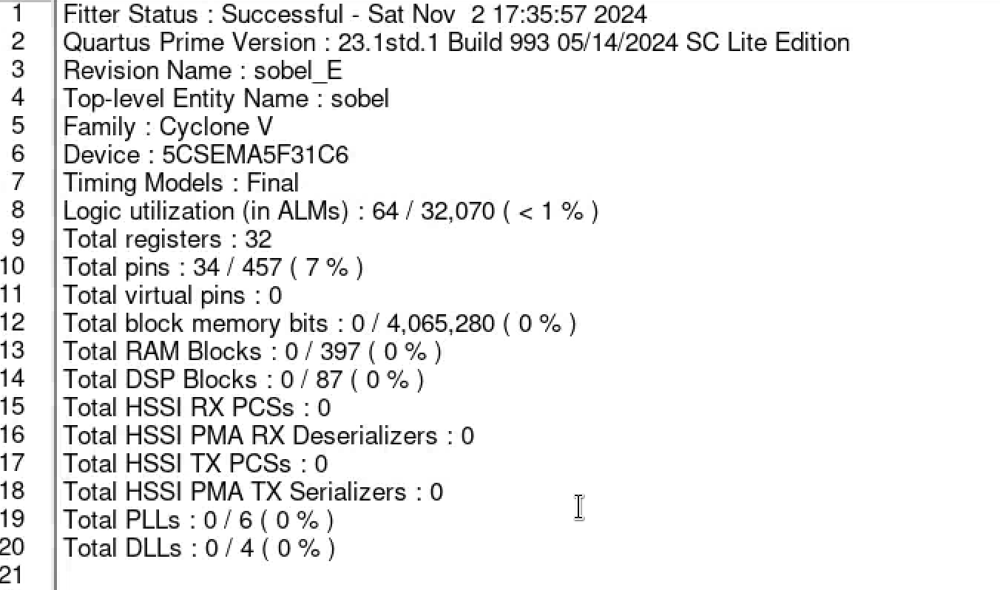 1 Fitter Status : Successful - Sat Nov  2 17:35:57 2024
2 Quartus Prime Version : 23.1std.1 Build 993 05/14/2024 SC Lite Edition
3 Revision Name : sobel_E
4 Top-level Entity Name : sobel
5 Family : Cyclone V
6 Device : 5CSEMA5F31C6
7 Timing Models : Final
8 Logic utilization (in ALMs) : 64 / 32,070 ( < 1 % )
9 Total registers : 32
10 Total pins : 34 / 457 ( 7 % )
11 Total virtual pins : 0
12 Total block memory bits : 0 / 4,065,280 ( 0 % )
13 Total RAM Blocks : 0 / 397 ( 0 % )
14 Total DSP Blocks : 0 / 87 ( 0 % )
15 Total HSSI RX PCSs : 0
16 Total HSSI PMA RX Deserializers : 0
17 Total HSSI TX PCSs : 0
18 Total HSSI PMA TX Serializers : 0
19 Total PLLs : 0 / 6 ( 0 % )
20 Total DLLs : 0 / 4 ( 0 % )
21